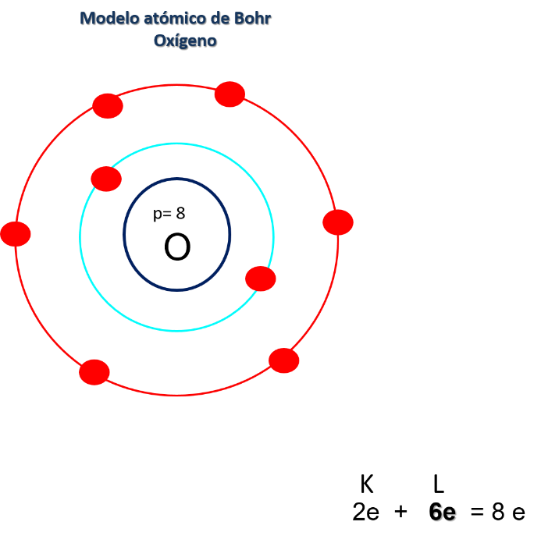 Modelo atómico de Bohr
Oxígeno
p= 8
O
K L
2e + 6e = 8 e